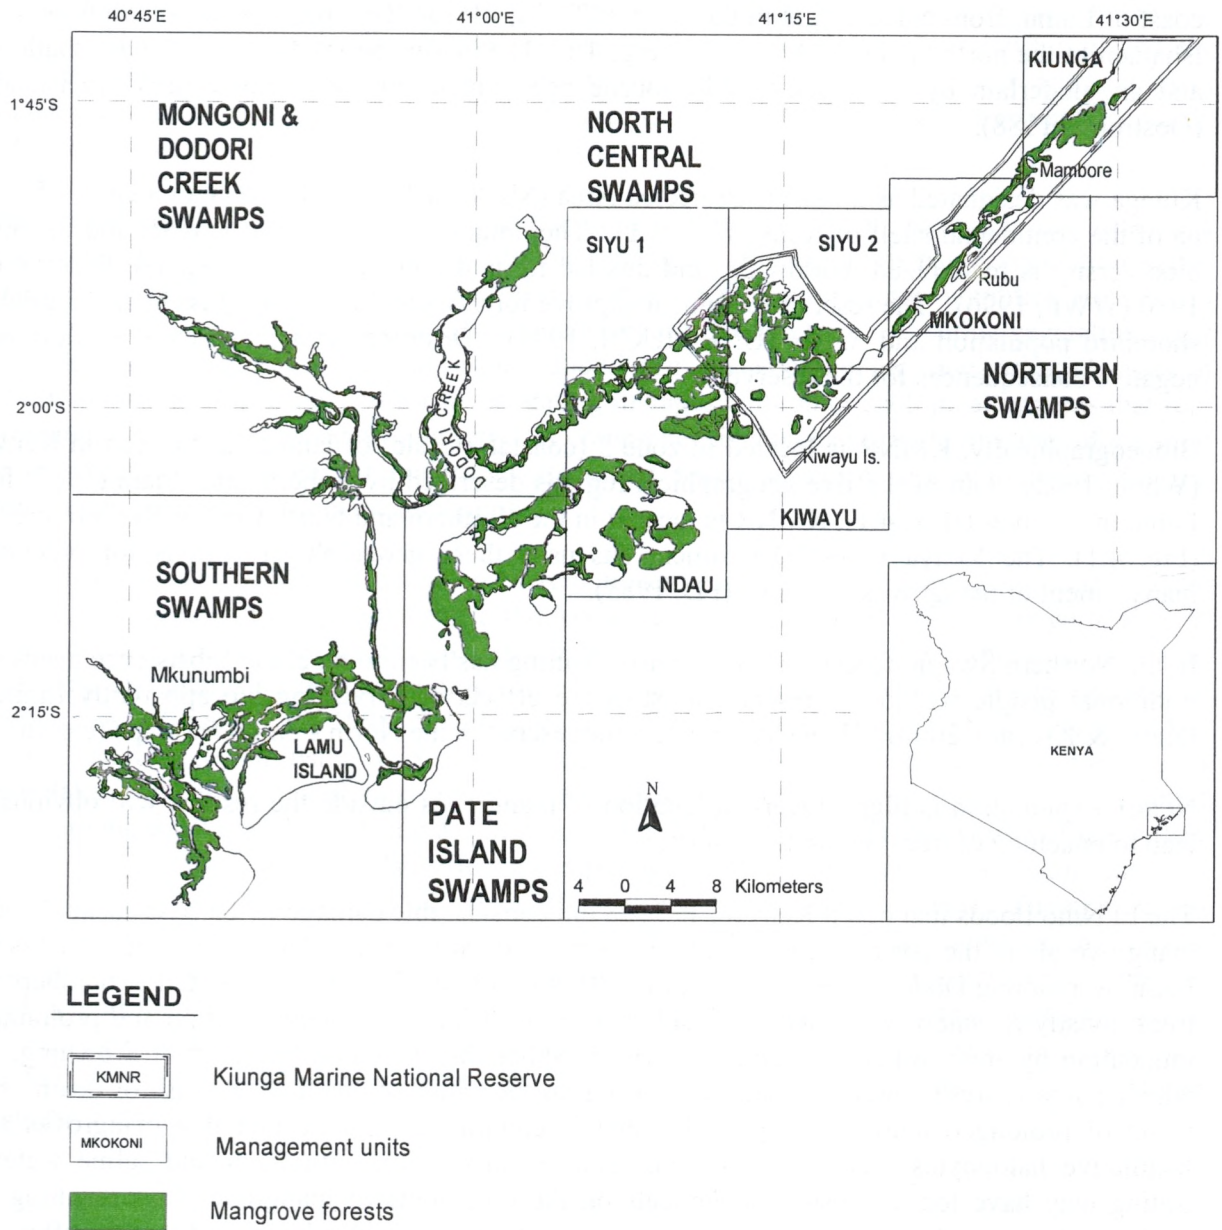 40°45'E
41°00'E
41°15'E
41°30'E
KIUNGA
1°45'S
MONGONI &
DODORI
CREEK
SWAMPS
NORTH
CENTRAL
SWAMPS
Mambore
SIYU 1
SIYU 2
Rubu
MKOKONI
DODORI CREEK
NORTHERN
SWAMPS
2°00'S
Kiwayu Is.
KIWAYU
SOUTHERN
SWAMPS
NDAU
Mkunumbi
2°15'S
LAMU
ISLAND
KENYA
N
PATE
ISLAND
SWAMPS
4 0 4 8 Kilometers
LEGEND
KMNR
Kiunga Marine National Reserve
MKOKONI
Management units
Mangrove forests